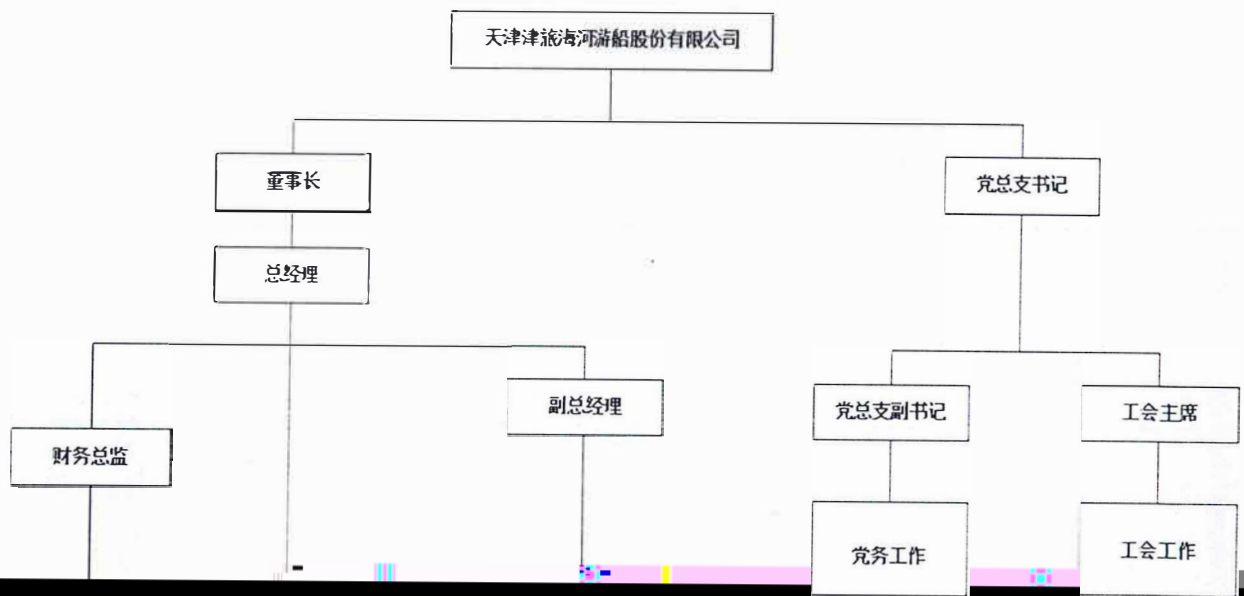 天津津旅海河游船股份有限公司
董事长
党总支书记
总经理
副总经理
党总支副书记
工会主席
财务总监
党务工作
工会工作